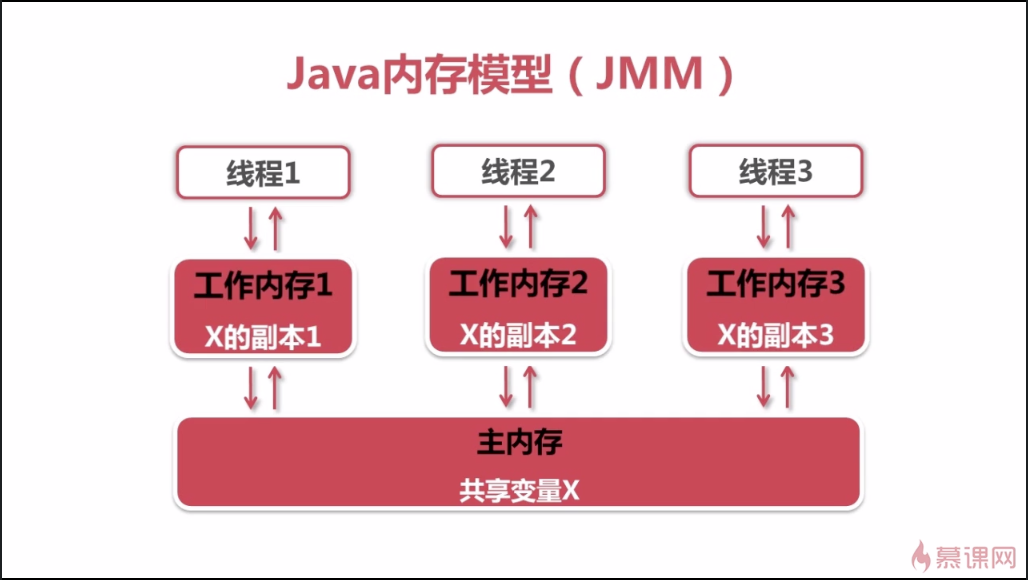 Java内存模型（JMM）
线程1
线程2
线程3
工作内存1
X的副本1
工作内存2
X的副本2
工作内存3
X的副本3
主内存
共享变量X
慕课网